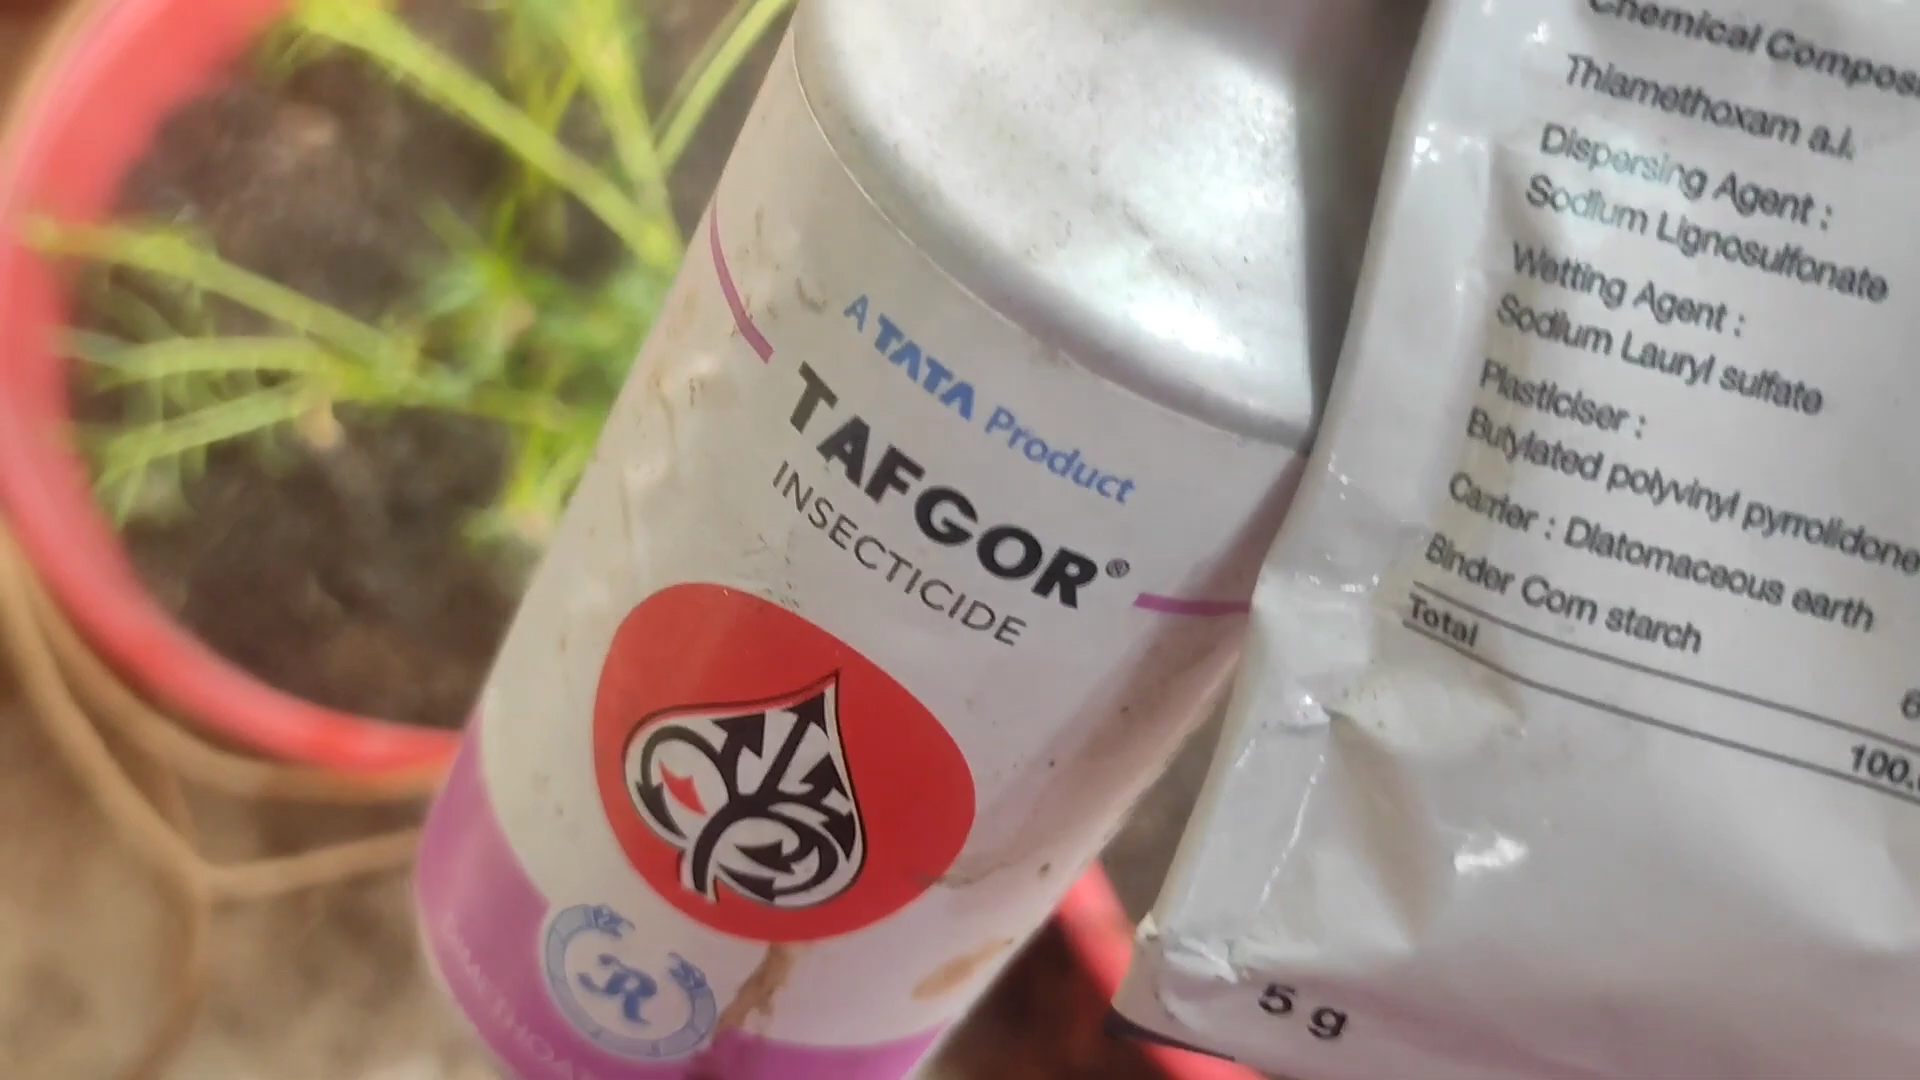 A TATA Product
TAFGOR®
INSECTICIDE
R
Chemical
Thiamethoxam a.i.
Dispersing Agent :
Sodium Lignosulfonate
Wetting Agent :
Sodium Lauryl sulfate
Plasticiser :
Butylated polyvinyl pyrrolidone
Carrier : Diatomaceous earth
Binder Corn starch
Total
100.
5 g